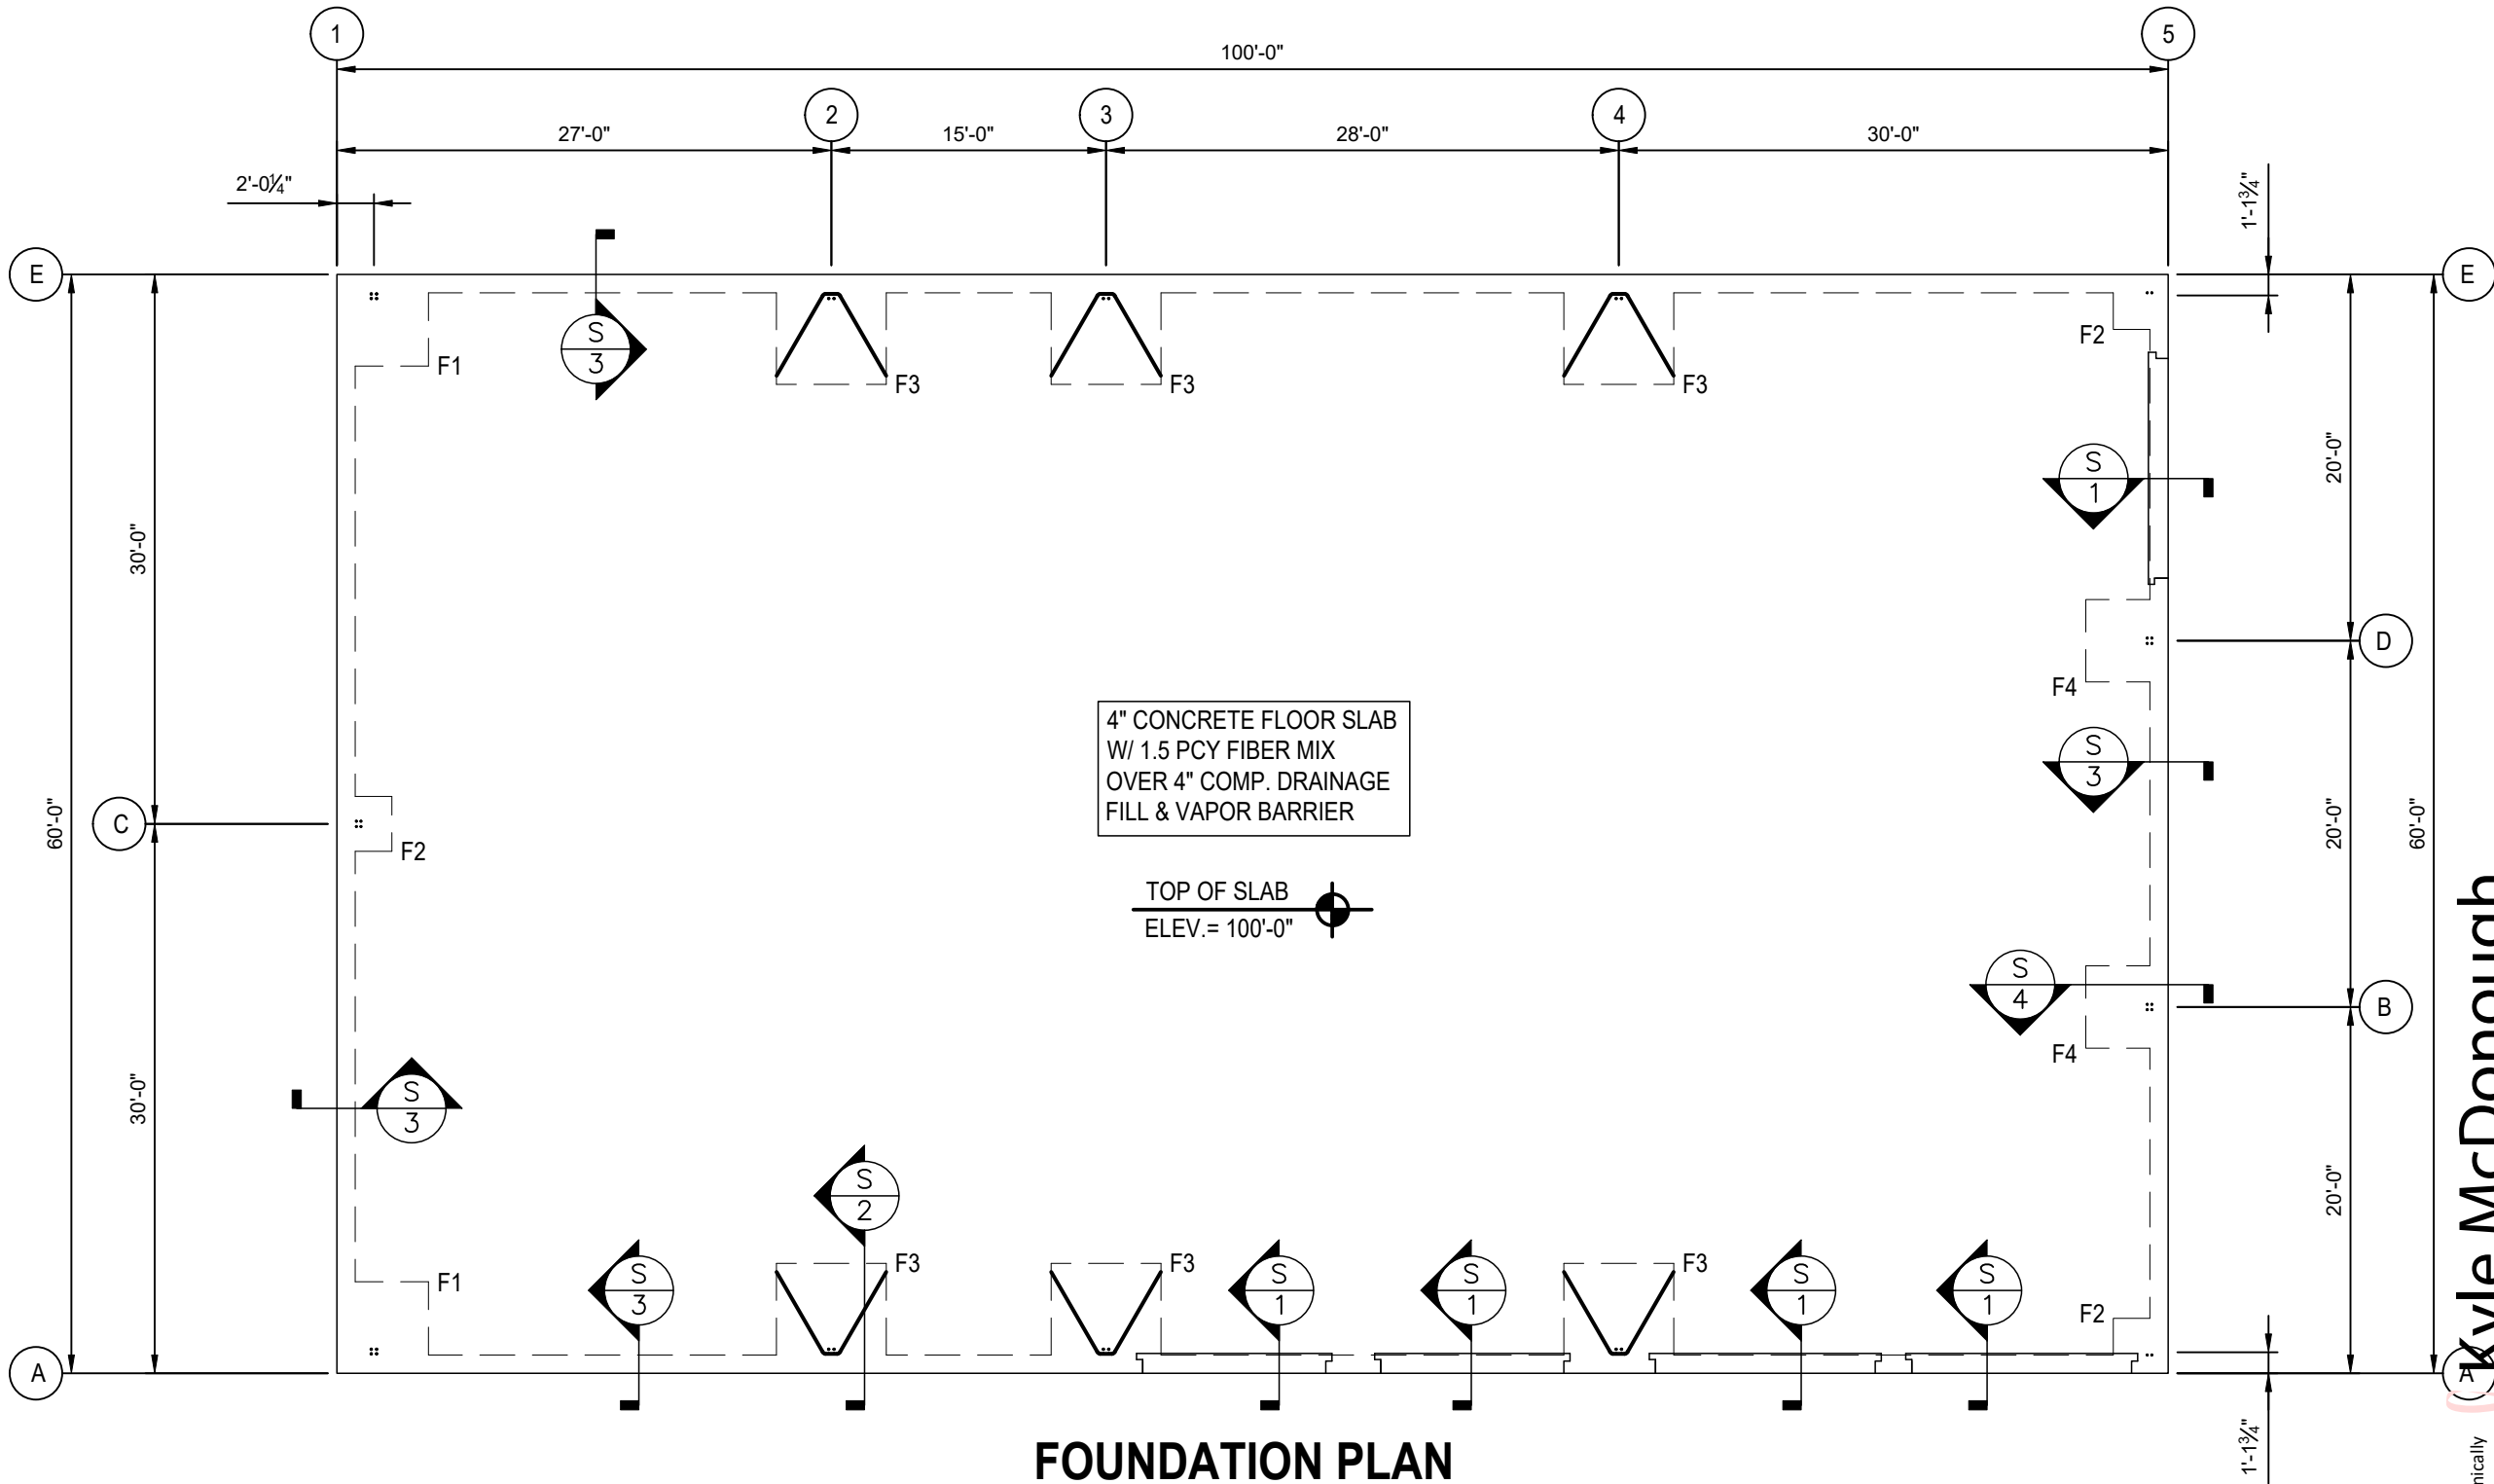 1
5
100'-0"
2
3
4
27'-0"
15'-0"
28'-0"
30'-0"
2'-0¼"
1'-1¾"
E
E
S
3
F1
F3
F3
F3
F2
S
1
20'-0"
30'-0"
D
F4
4" CONCRETE FLOOR SLAB
W/ 1.5 PCY FIBER MIX
OVER 4" COMP. DRAINAGE
FILL & VAPOR BARRIER
S
3
60'-0"
C
F2
20'-0"
60'-0"
TOP OF SLAB
ELEV.= 100'-0"
S
4
B
F4
30'-0"
S
3
S
2
20'-0"
Kyle McDonough
F1
S
3
F3
F3
S
1
S
1
F3
S
1
S
1
F2
A
A
1'-1¾"
FOUNDATION PLAN
nically